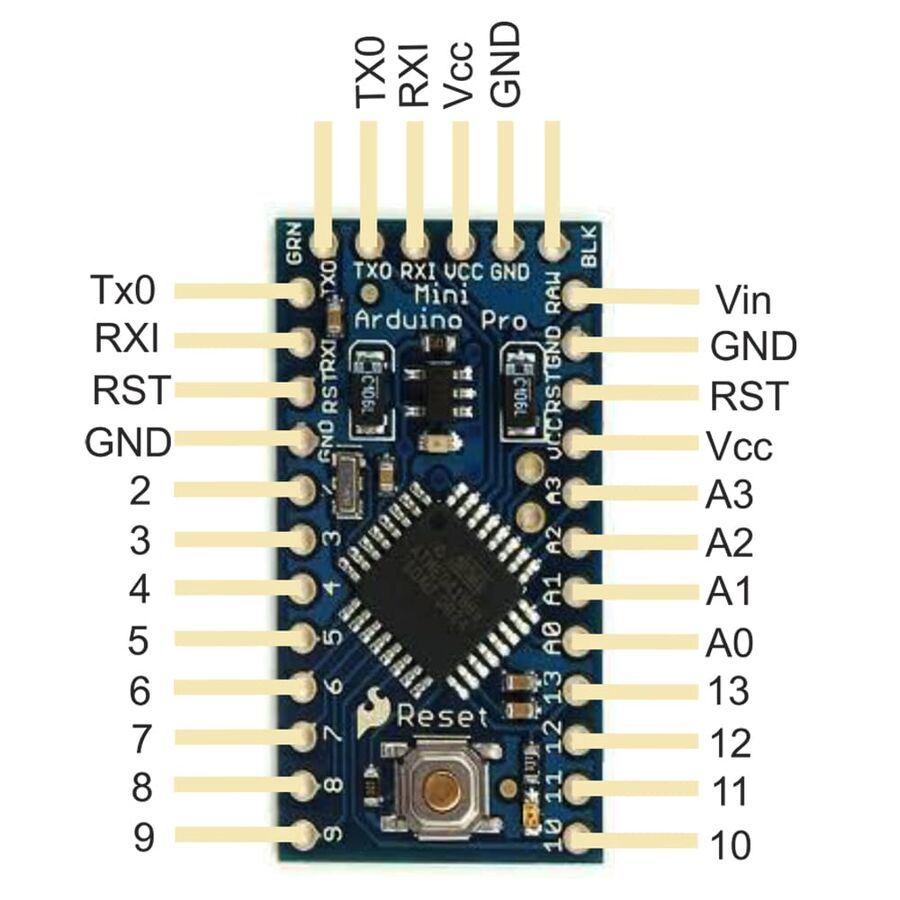 TX0 RXI Vcc GND
GRN BLK
TX0 RXI VCC GND
Mini
Arduino Pro
Tx0 TX0 RAW Vin
RXI RXI GND GND
RST RST RST RST
GND GND VCC Vcc
2 A3 A3
3 3 A2 A2
4 4 A1 A1
5 5 A0 A0
6 6 13 13
Reset
7 7 12 12
8 8 11 11
9 9 10 10
C106L
C106L